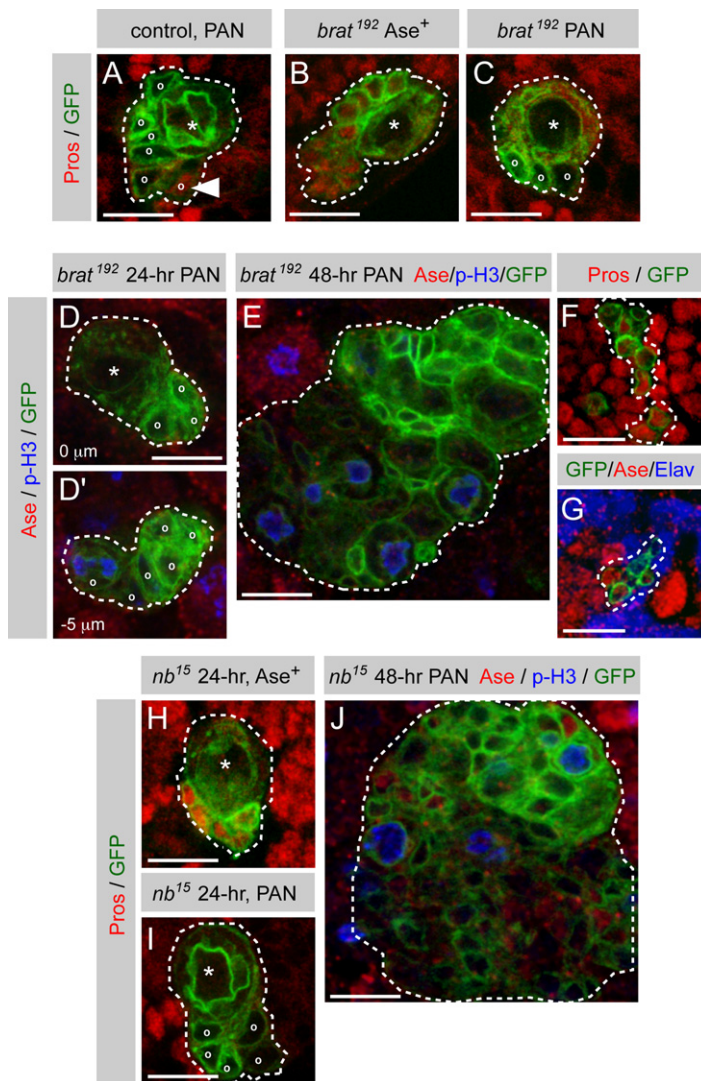 control, PAN
brat¹⁹² Ase⁺
brat¹⁹² PAN
Pros / GFP
A
o
o
o
o
*
o
o
B
*
C
*
o
o
o
brat¹⁹² 24-hr PAN
brat¹⁹² 48-hr PAN Ase/p-H3/GFP
Pros / GFP
Ase / p-H3 / GFP
D
*
o
o
o
0 µm
E
F
GFP/Ase/Elav
D'
o
o
o
o
o
o
-5 µm
G
nb¹⁵ 24-hr, Ase⁺
nb¹⁵ 48-hr PAN Ase / p-H3 / GFP
Pros / GFP
H
*
J
nb¹⁵ 24-hr, PAN
I
*
o
o
o
o
o